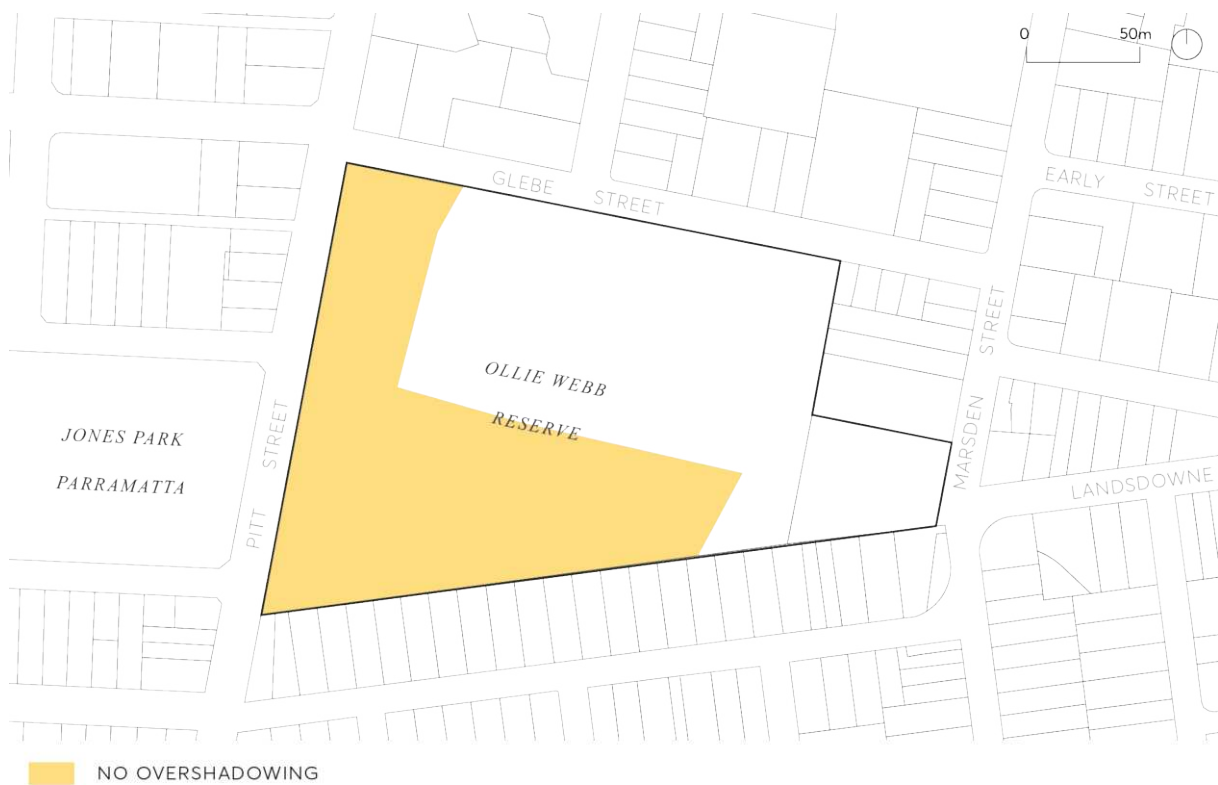 0 50m
GLEBE STREET
EARLY STREET
OLLIE WEBB
RESERVE
JONES PARK
PARRAMATTA
PITT STREET
MARSDEN STREET
LANDSDOWNE
NO OVERSHADOWING